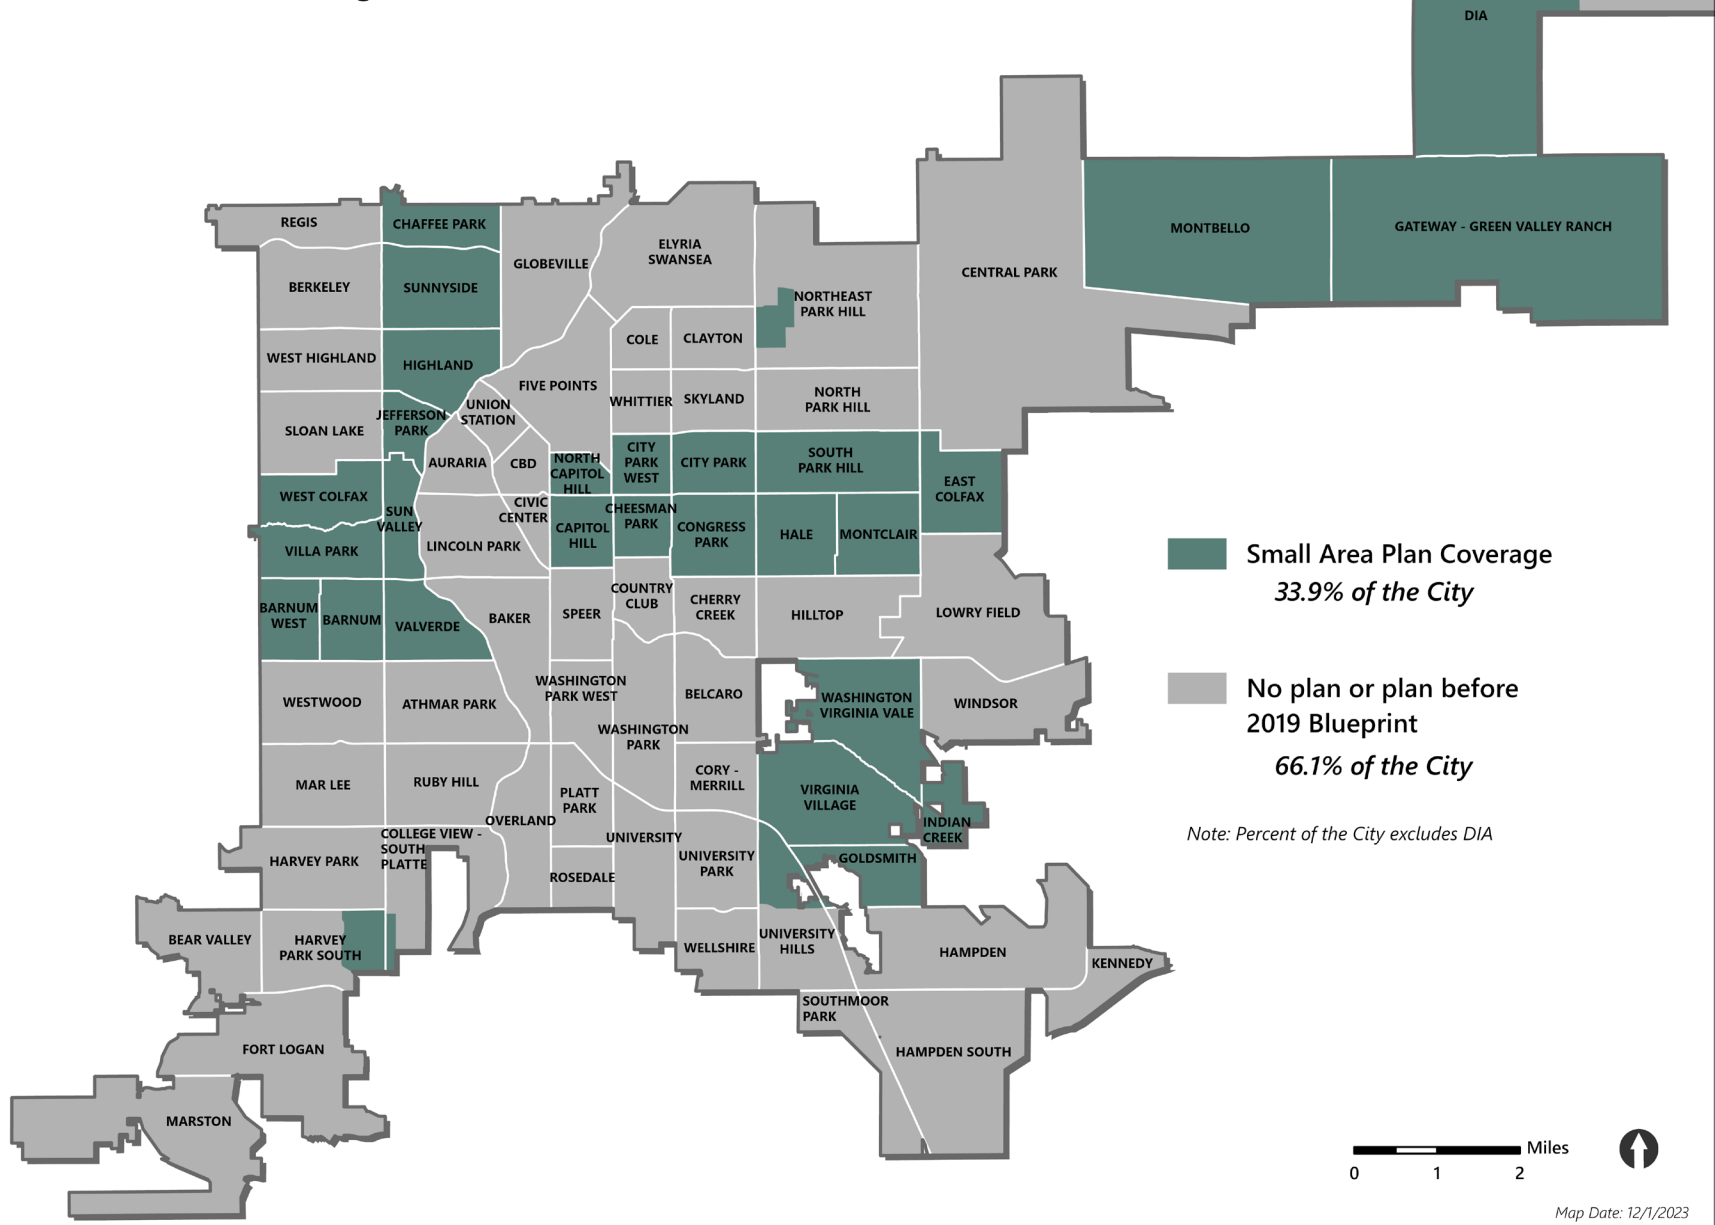 DIA
REGIS
CHAFFEE PARK
GLOBEVILLE
ELYRIA
SWANSEA
CENTRAL PARK
MONTBELLO
GATEWAY - GREEN VALLEY RANCH
BERKELEY
SUNNYSIDE
NORTHEAST
PARK HILL
COLE
CLAYTON
WEST HIGHLAND
HIGHLAND
FIVE POINTS
WHITTIER
SKYLAND
NORTH
PARK HILL
UNION
STATION
SLOAN LAKE
JEFFERSON
PARK
AURARIA
CBD
NORTH
CAPITOL
HILL
CITY
PARK
WEST
CITY PARK
SOUTH
PARK HILL
EAST
COLFAX
WEST COLFAX
SUN
VALLEY
CIVIC
CENTER
CAPITOL
HILL
CHEESMAN
PARK
CONGRESS
PARK
HALE
MONTCLAIR
VILLA PARK
LINCOLN PARK
BARNUM
WEST
BARNUM
VALVERDE
BAKER
SPEER
COUNTRY
CLUB
CHERRY
CREEK
HILLTOP
LOWRY FIELD
WESTWOOD
ATHMAR PARK
WASHINGTON
PARK WEST
WASHINGTON
PARK
BELCARO
WASHINGTON
VIRGINIA VALE
WINDSOR
MAR LEE
RUBY HILL
OVERLAND
PLATT
PARK
CORY -
MERRILL
VIRGINIA
VILLAGE
INDIAN
CREEK
HARVEY PARK
COLLEGE VIEW -
SOUTH
PLATTE
ROSEDALE
UNIVERSITY
UNIVERSITY
PARK
GOLDSMITH
BEAR VALLEY
HARVEY
PARK SOUTH
WELLSHIRE
UNIVERSITY
HILLS
HAMPDEN
KENNEDY
SOUTHMOOR
PARK
HAMPDEN SOUTH
FORT LOGAN
MARSTON
Small Area Plan Coverage
33.9% of the City
No plan or plan before
2019 Blueprint
66.1% of the City
Note: Percent of the City excludes DIA
Miles
0 1 2
Map Date: 12/1/2023